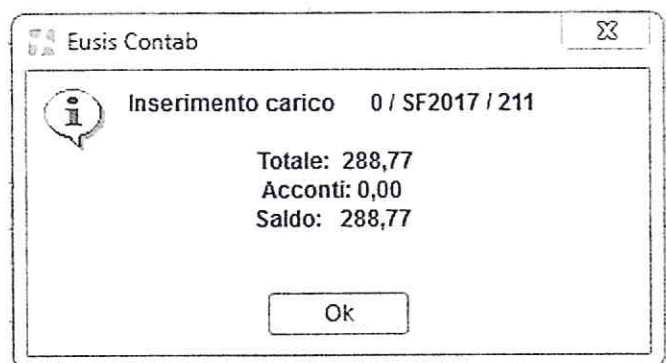 Eusis Contab
Inserimento carico 0 / SF2017 / 211
Totale: 288,77
Acconti: 0,00
Saldo: 288,77
Ok